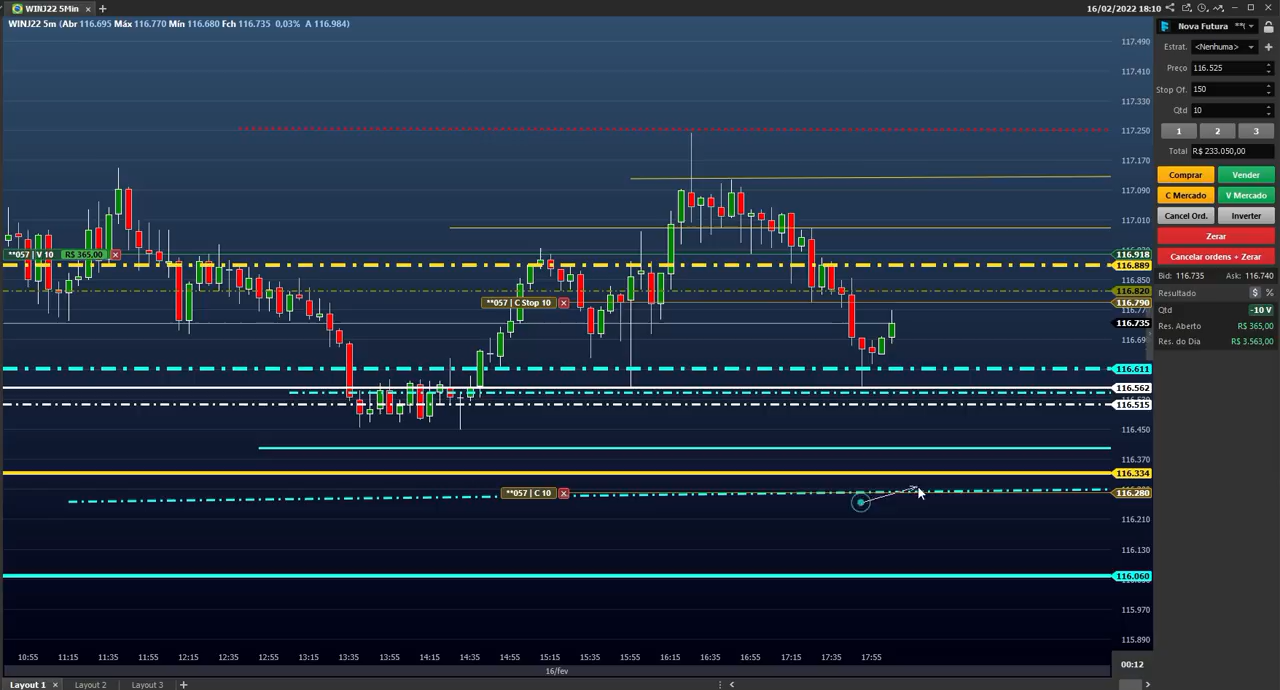 WINJ22 5Min
16/02/2022 18:10
WINJ22 5m (Abr 116.695 Máx 116.770 Mín 116.680 Fch 116.735 0,03% A 116.984)
117.490
117.410
117.330
117.250
117.170
117.090
117.010
116.918
116.889
116.850
116.820
116.790
116.735
116.611
116.562
116.515
116.450
116.370
116.334
116.280
116.210
116.130
116.060
115.970
115.890
**057 | V 10 R$ 365,00
**057 | C Stop 10
**057 | C 10
10:55 11:15 11:35 11:55 12:15 12:35 12:55 13:15 13:35 13:55 14:15 14:35 14:55 15:15 15:35 15:55 16:15 16:35 16:55 17:15 17:35 17:55
16/fev
00:12
Layout 1 Layout 2 Layout 3
Nova Futura
Estrat. <Nenhuma>
Preço 116.525
Stop Of. 150
Qtd 10
1 2 3
Total R$ 233.050,00
Comprar Vender
C Mercado V Mercado
Cancel Ord. Inverter
Zerar
Cancelar ordens + Zerar
Bid: 116.735 Ask: 116.740
Resultado $ %
Qtd -10 V
Res. Aberto R$ 365,00
Res. do Dia R$ 3.563,00